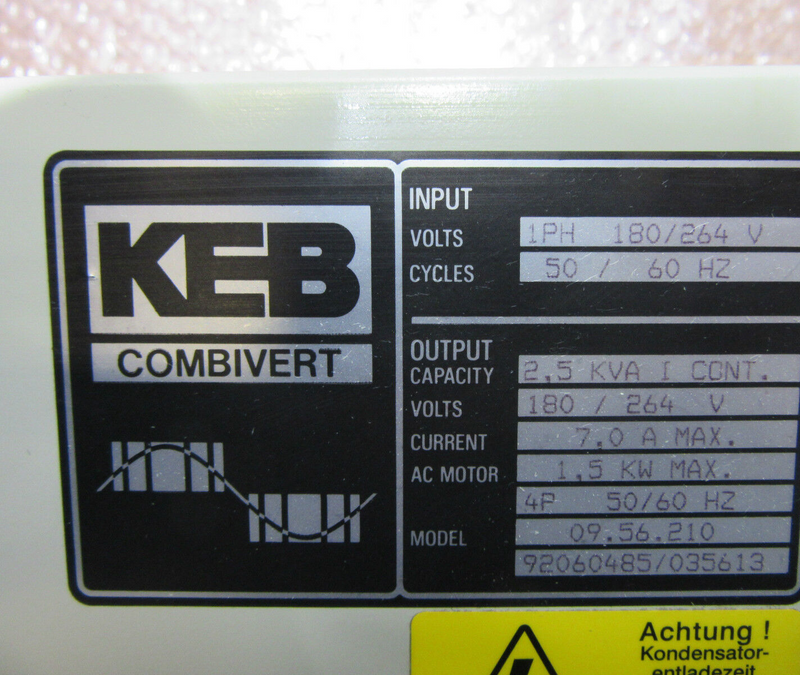 KEB
COMBIVERT
INPUT
VOLTS 1PH 180/264 V
CYCLES 50 / 60 HZ
OUTPUT
CAPACITY 2,5 KVA I CONT.
VOLTS 180 / 264 V
CURRENT 7.0 A MAX.
AC MOTOR 1,5 KW MAX.
4P 50/60 HZ
MODEL 09.56.210
92060485/035613
Achtung !
Kondensator-
entladezeit